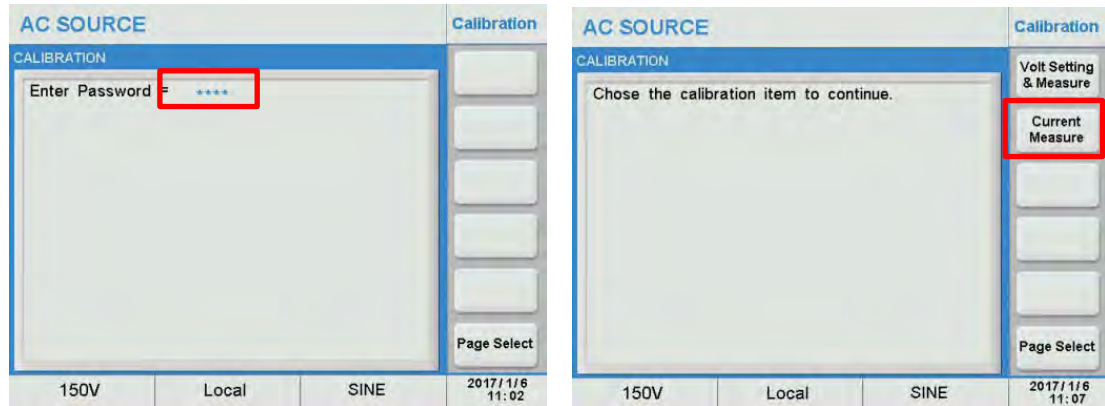 AC SOURCE
Calibration
CALIBRATION
Enter Password = ****
Page Select
150V
Local
SINE
2017/1/6
11:02
AC SOURCE
Calibration
CALIBRATION
Chose the calibration item to continue.
Volt Setting
& Measure
Current
Measure
Page Select
150V
Local
SINE
2017/1/6
11:07